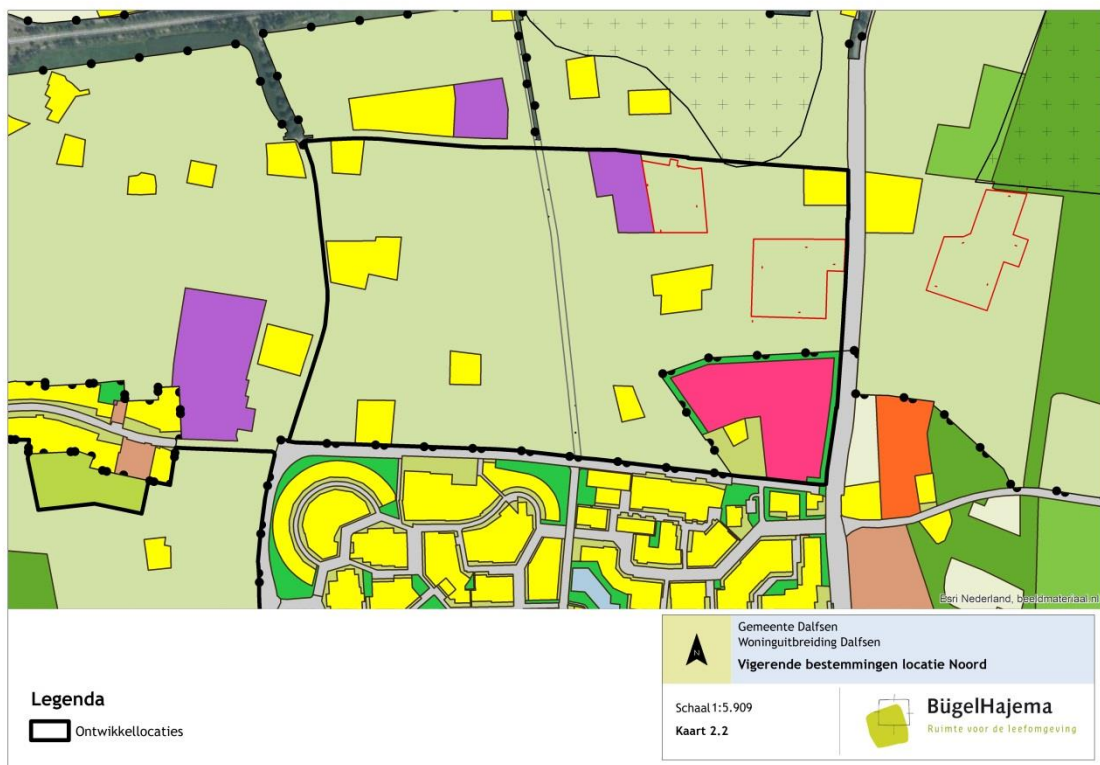 Esri Nederland, beeldmateriaal.nl
Gemeente Dalfsen
Woninguitbreiding Dalfsen
Vigerende bestemmingen locatie Noord
N
Legenda
Ontwikkellocaties
Schaal 1:5.909
Kaart 2.2
BügelHajema
Ruimte voor de leefomgeving